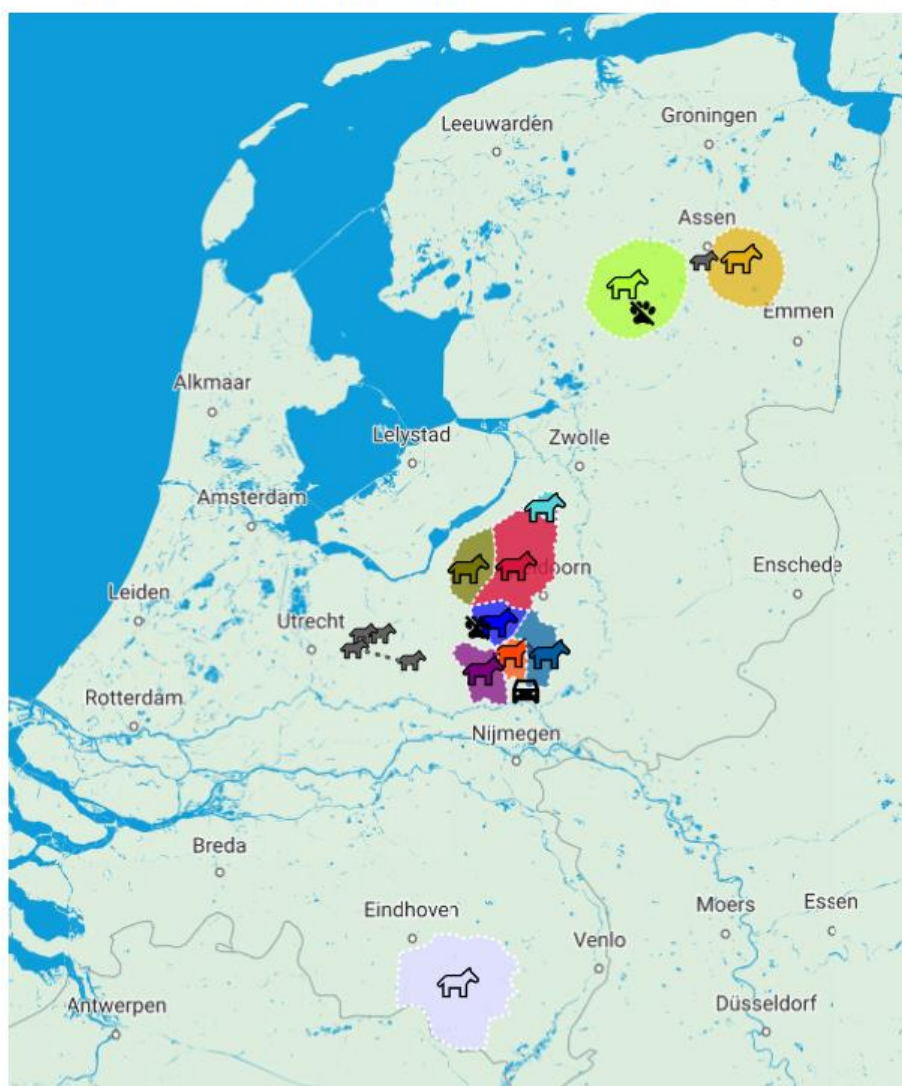 Leeuwarden
Groningen
Assen
Emmen
Alkmaar
Lelystad
Zwolle
Amsterdam
Enschede
doorn
Leiden
Utrecht
Rotterdam
Nijmegen
Breda
Eindhoven
Moers
Essen
Venlo
Antwerpen
Düsseldorf